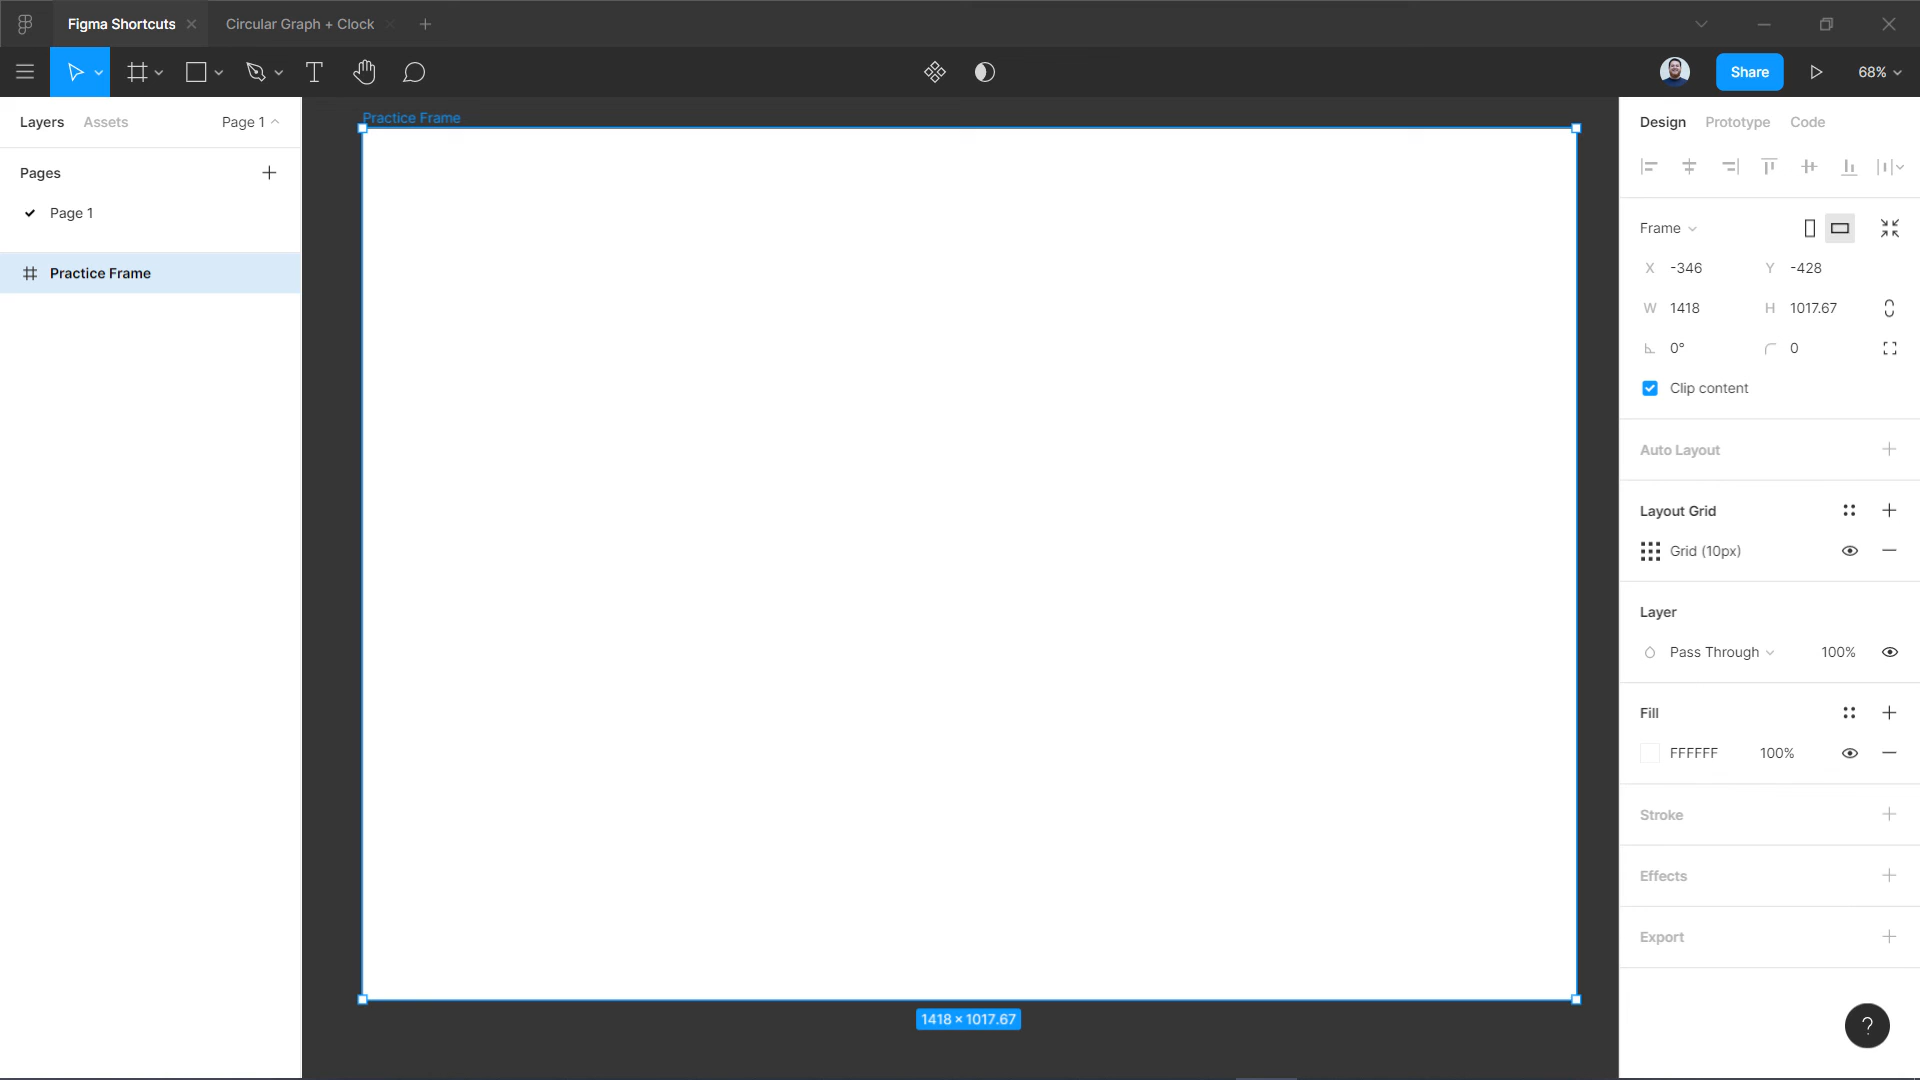 Figma Shortcuts
Circular Graph + Clock
Share
68%
Layers
Assets
Page 1
Pages
Page 1
Practice Frame
Practice Frame
1418 × 1017.67
Design
Prototype
Code
Frame
X -346
Y -428
W 1418
H 1017.67
0°
0
Clip content
Auto Layout
Layout Grid
Grid (10px)
Layer
Pass Through
100%
Fill
FFFFFF
100%
Stroke
Effects
Export
?